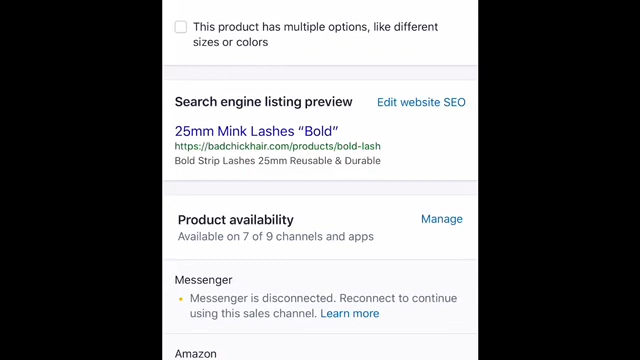 This product has multiple options, like different
sizes or colors
Search engine listing preview
Edit website SEO
25mm Mink Lashes “Bold”
https://badchickhair.com/products/bold-lash
Bold Strip Lashes 25mm Reusable & Durable
Product availability
Manage
Available on 7 of 9 channels and apps
Messenger
Messenger is disconnected. Reconnect to continue
using this sales channel. Learn more
Amazon